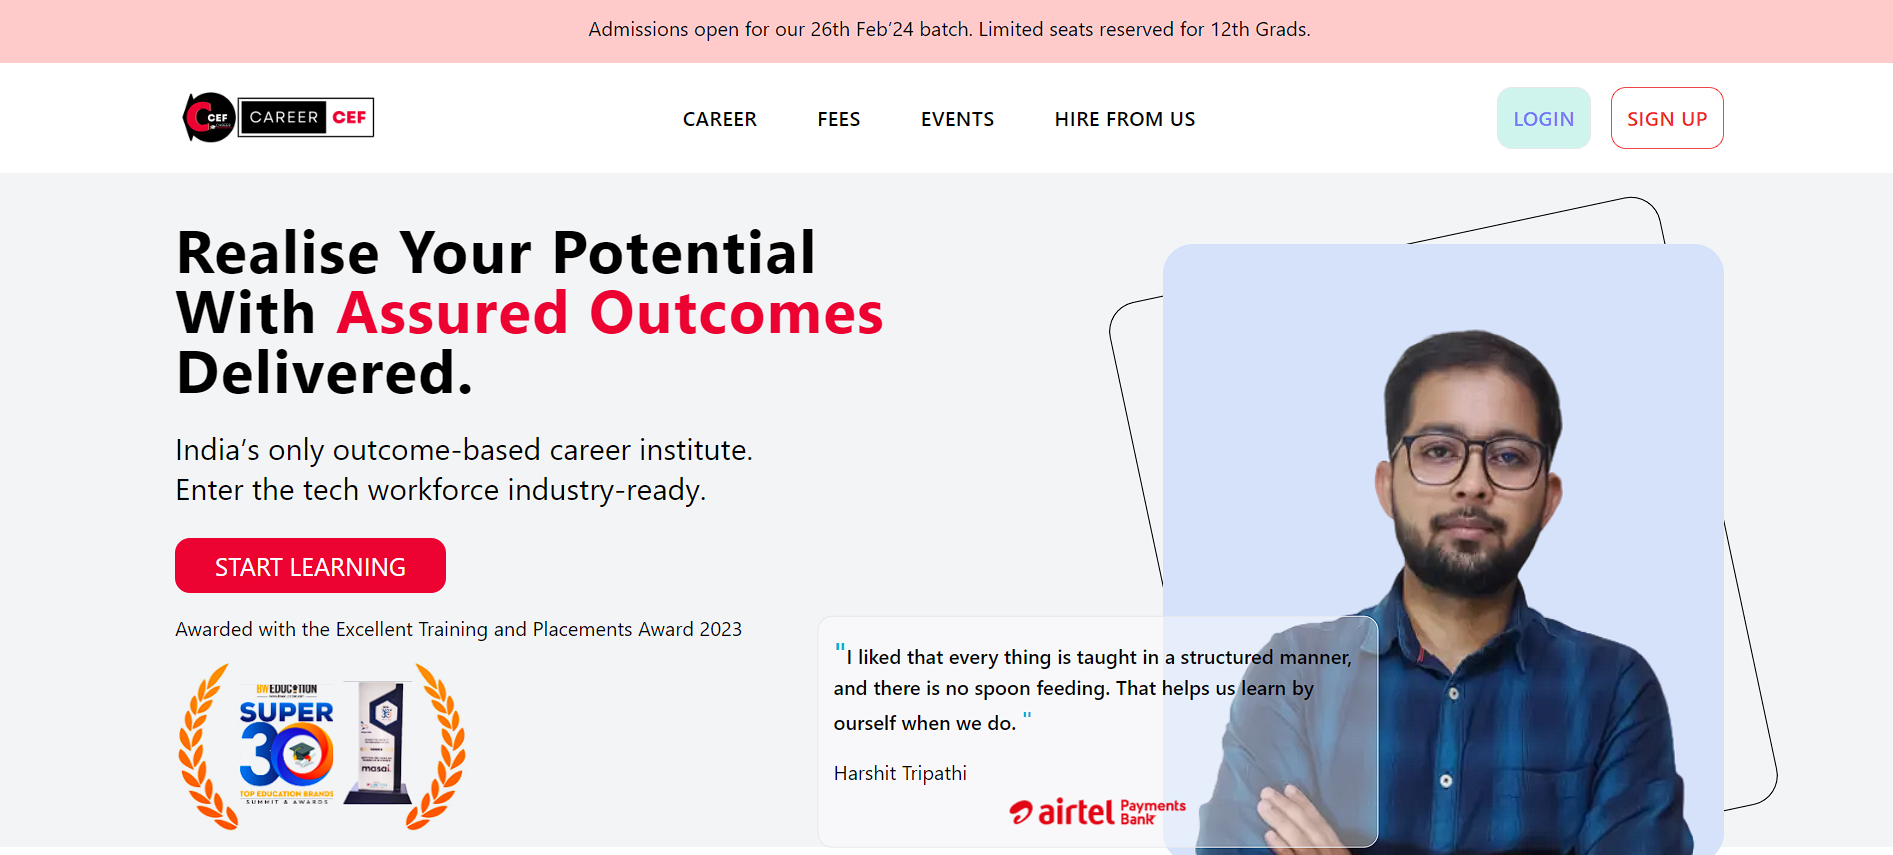 Admissions open for our 26th Feb’24 batch. Limited seats reserved for 12th Grads.
CEF
CAREER CEF
CAREER
FEES
EVENTS
HIRE FROM US
LOGIN
SIGN UP
Realise Your Potential
With Assured Outcomes
Delivered.
India’s only outcome-based career institute.
Enter the tech workforce industry-ready.
START LEARNING
Awarded with the Excellent Training and Placements Award 2023
BW EDUCATION
SUPER
30
TOP EDUCATION BRANDS
SUMMIT & AWARDS
masai.
"I liked that every thing is taught in a structured manner,
and there is no spoon feeding. That helps us learn by
ourself when we do. "
Harshit Tripathi
airtel Payments
Bank